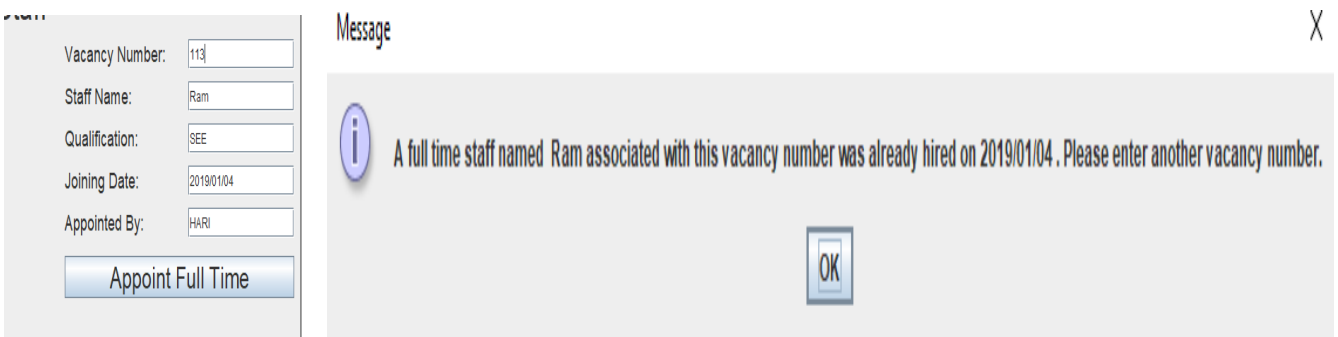 Vacancy Number: 113
Staff Name: Ram
Qualification: SEE
Joining Date: 2019/01/04
Appointed By: HARI
Appoint Full Time
Message X
i A full time staff named Ram associated with this vacancy number was already hired on 2019/01/04 . Please enter another vacancy number.
OK